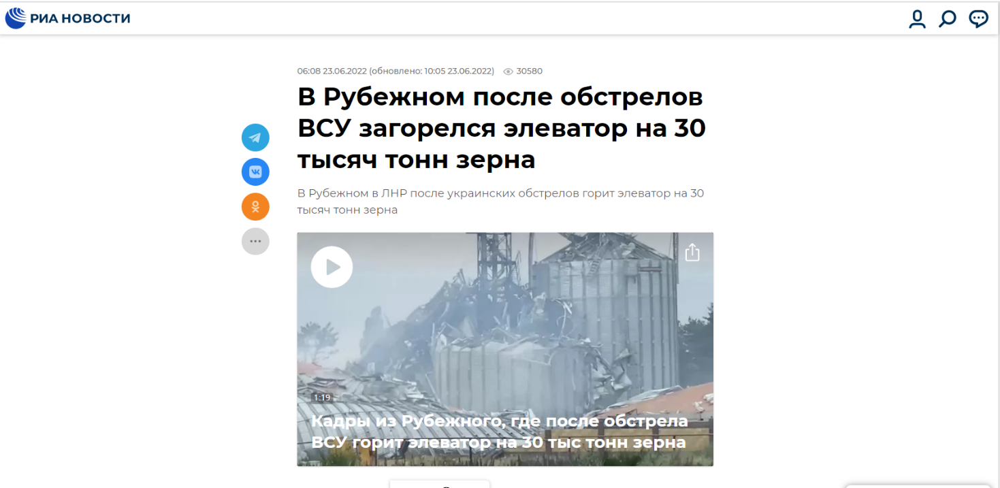 РИА НОВОСТИ
06:08 23.06.2022 (обновлено: 10:05 23.06.2022) 30580
В Рубежном после обстрелов
ВСУ загорелся элеватор на 30
тысяч тонн зерна
В Рубежном в ЛНР после украинских обстрелов горит элеватор на 30
тысяч тонн зерна
1:19
Кадры из Рубежного, где после обстрела
ВСУ горит элеватор на 30 тыс тонн зерна